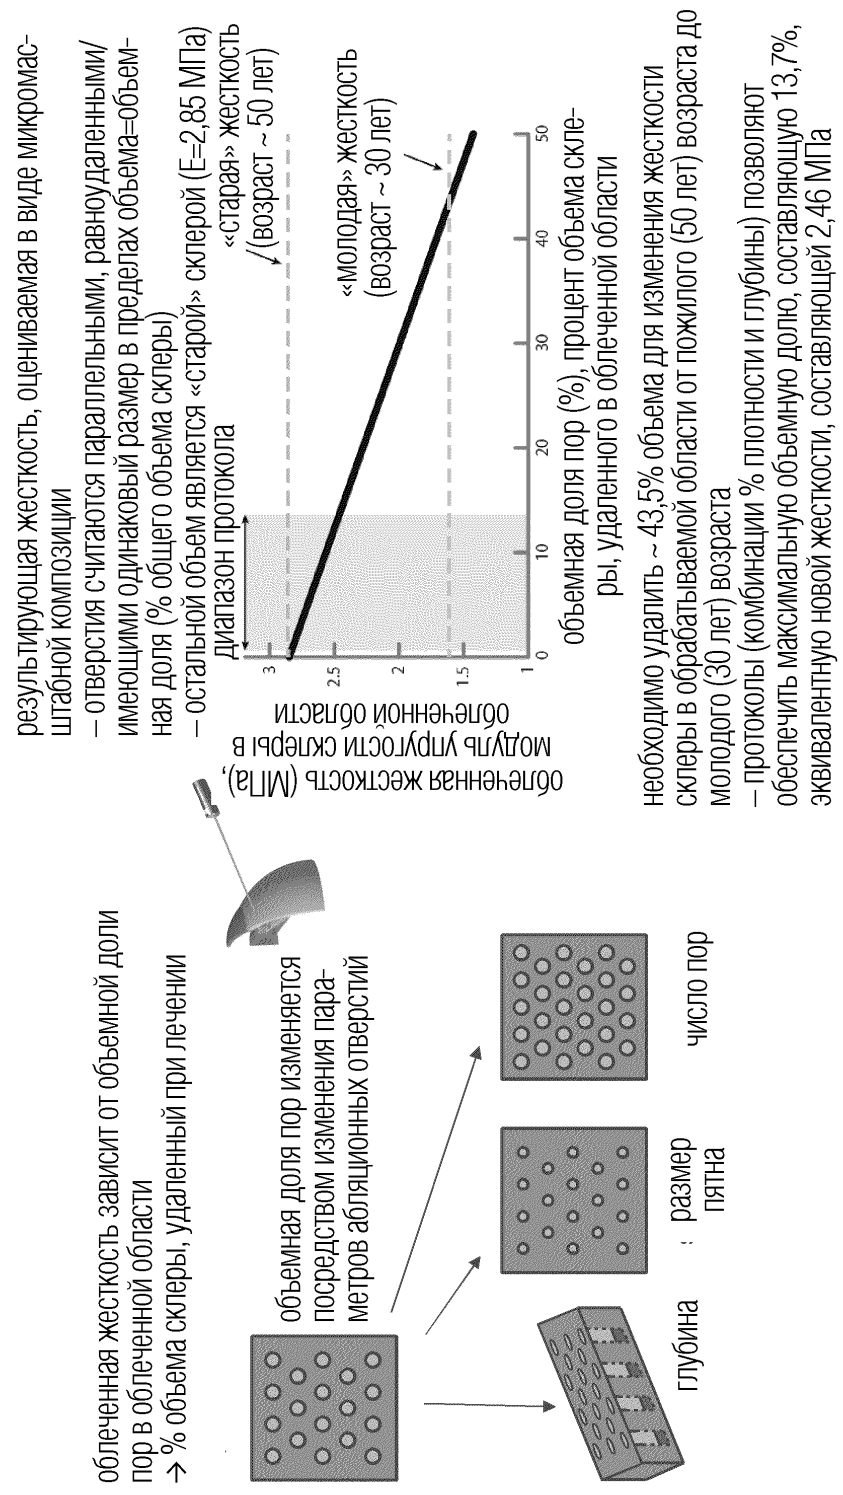 облеченная жесткость зависит от объемной доли
пор в облеченной области
→ % объема склеры, удаленный при лечении
объемная доля пор изменяется
посредством изменения пара-
метров абляционных отверстий
глубина
размер
пятна
число пор
результирующая жесткость, оцениваемая в виде микромас-
штабной композиции
– отверстия считаются параллельными, равноудаленными/
имеющими одинаковый размер в пределах объема=объем-
ная доля (% общего объема склеры)
– остальной объем является «старой» склерой (E=2,85 МПа)
диапазон протокола
«старая» жесткость
(возраст ~ 50 лет)
«молодая» жесткость
(возраст ~ 30 лет)
облеченная жесткость (МПа),
модуль упругости склеры в
облеченной области
3
2.5
2
1.5
1
0
10
20
30
40
50
объемная доля пор (%), процент объема скле-
ры, удаленного в облеченной области
необходимо удалить ~ 43,5% объема для изменения жесткости
склеры в обрабатываемой области от пожилого (50 лет) возраста до
молодого (30 лет) возраста
– протоколы (комбинации % плотности и глубины) позволяют
обеспечить максимальную объемную долю, составляющую 13,7%,
эквивалентную новой жесткости, составляющей 2,46 МПа